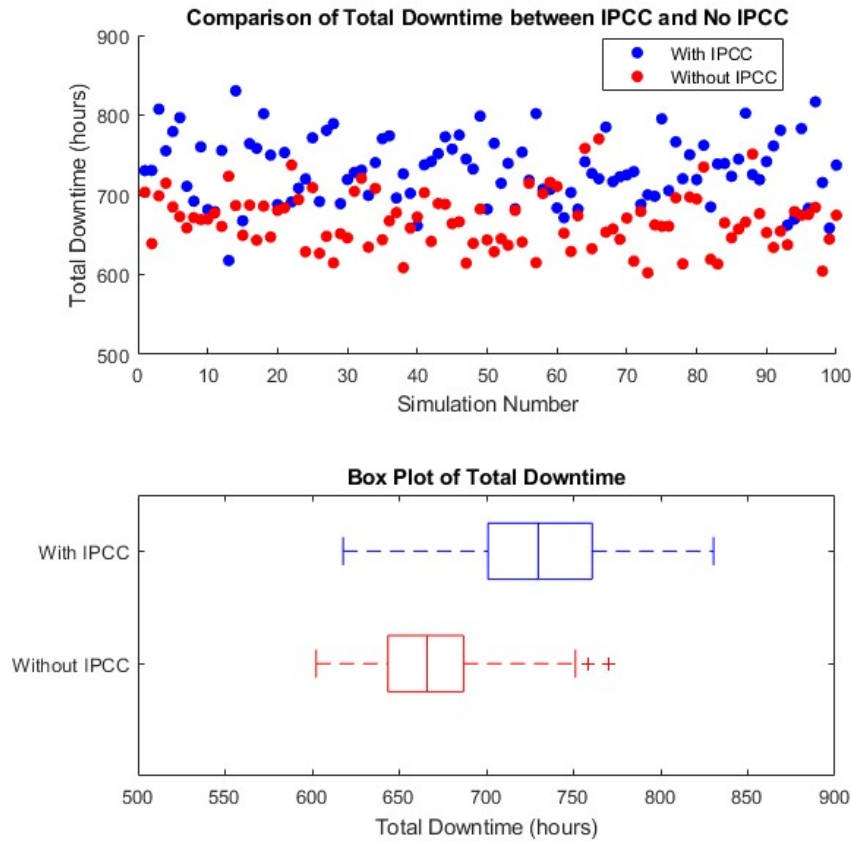 Comparison of Total Downtime between IPCC and No IPCC
900
With IPCC
Without IPCC
800
700
600
500
Total Downtime (hours)
0 10 20 30 40 50 60 70 80 90 100
Simulation Number
Box Plot of Total Downtime
With IPCC
Without IPCC
500 550 600 650 700 750 800 850 900
Total Downtime (hours)